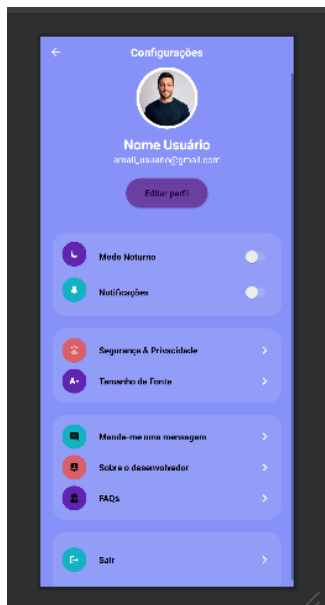 Configurações
Nome Usuário
email_usuario@gmail.com
Editar perfil
Modo Noturno
Notificações
Segurança & Privacidade
A+
Tamanho de Fonte
Mande-me uma mensagem
Sobre o desenvolvedor
FAQs
Sair